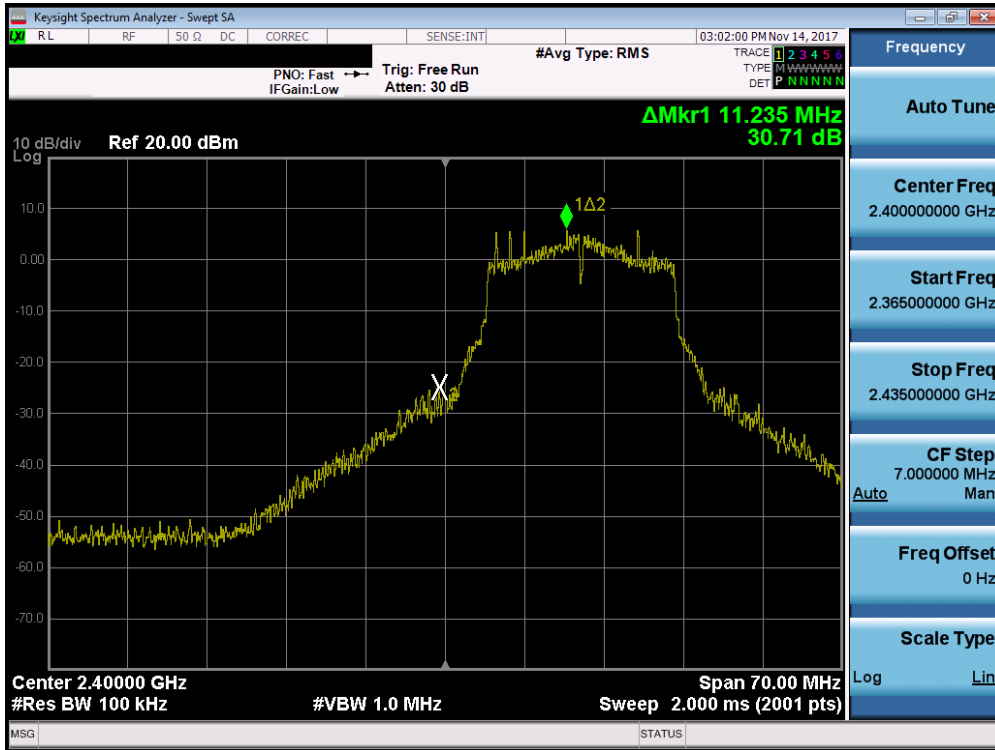 Keysight Spectrum Analyzer - Swept SA
LXI RL RF 50 Ω DC CORREC SENSE:INT 03:02:00 PM Nov 14, 2017
#Avg Type: RMS TRACE 1 2 3 4 5 6
PNO: Fast Trig: Free Run TYPE M WWWWW
IFGain:Low Atten: 30 dB DET P N N N N N
ΔMkr1 11.235 MHz
30.71 dB
10 dB/div Ref 20.00 dBm
Log
1Δ2
10.0
0.00
-10.0
X
-20.0
-30.0
-40.0
-50.0
-60.0
-70.0
Center 2.40000 GHz Span 70.00 MHz
#Res BW 100 kHz #VBW 1.0 MHz Sweep 2.000 ms (2001 pts)
MSG STATUS
Frequency
Auto Tune
Center Freq
2.400000000 GHz
Start Freq
2.365000000 GHz
Stop Freq
2.435000000 GHz
CF Step
7.000000 MHz
Auto Man
Freq Offset
0 Hz
Scale Type
Log Lin